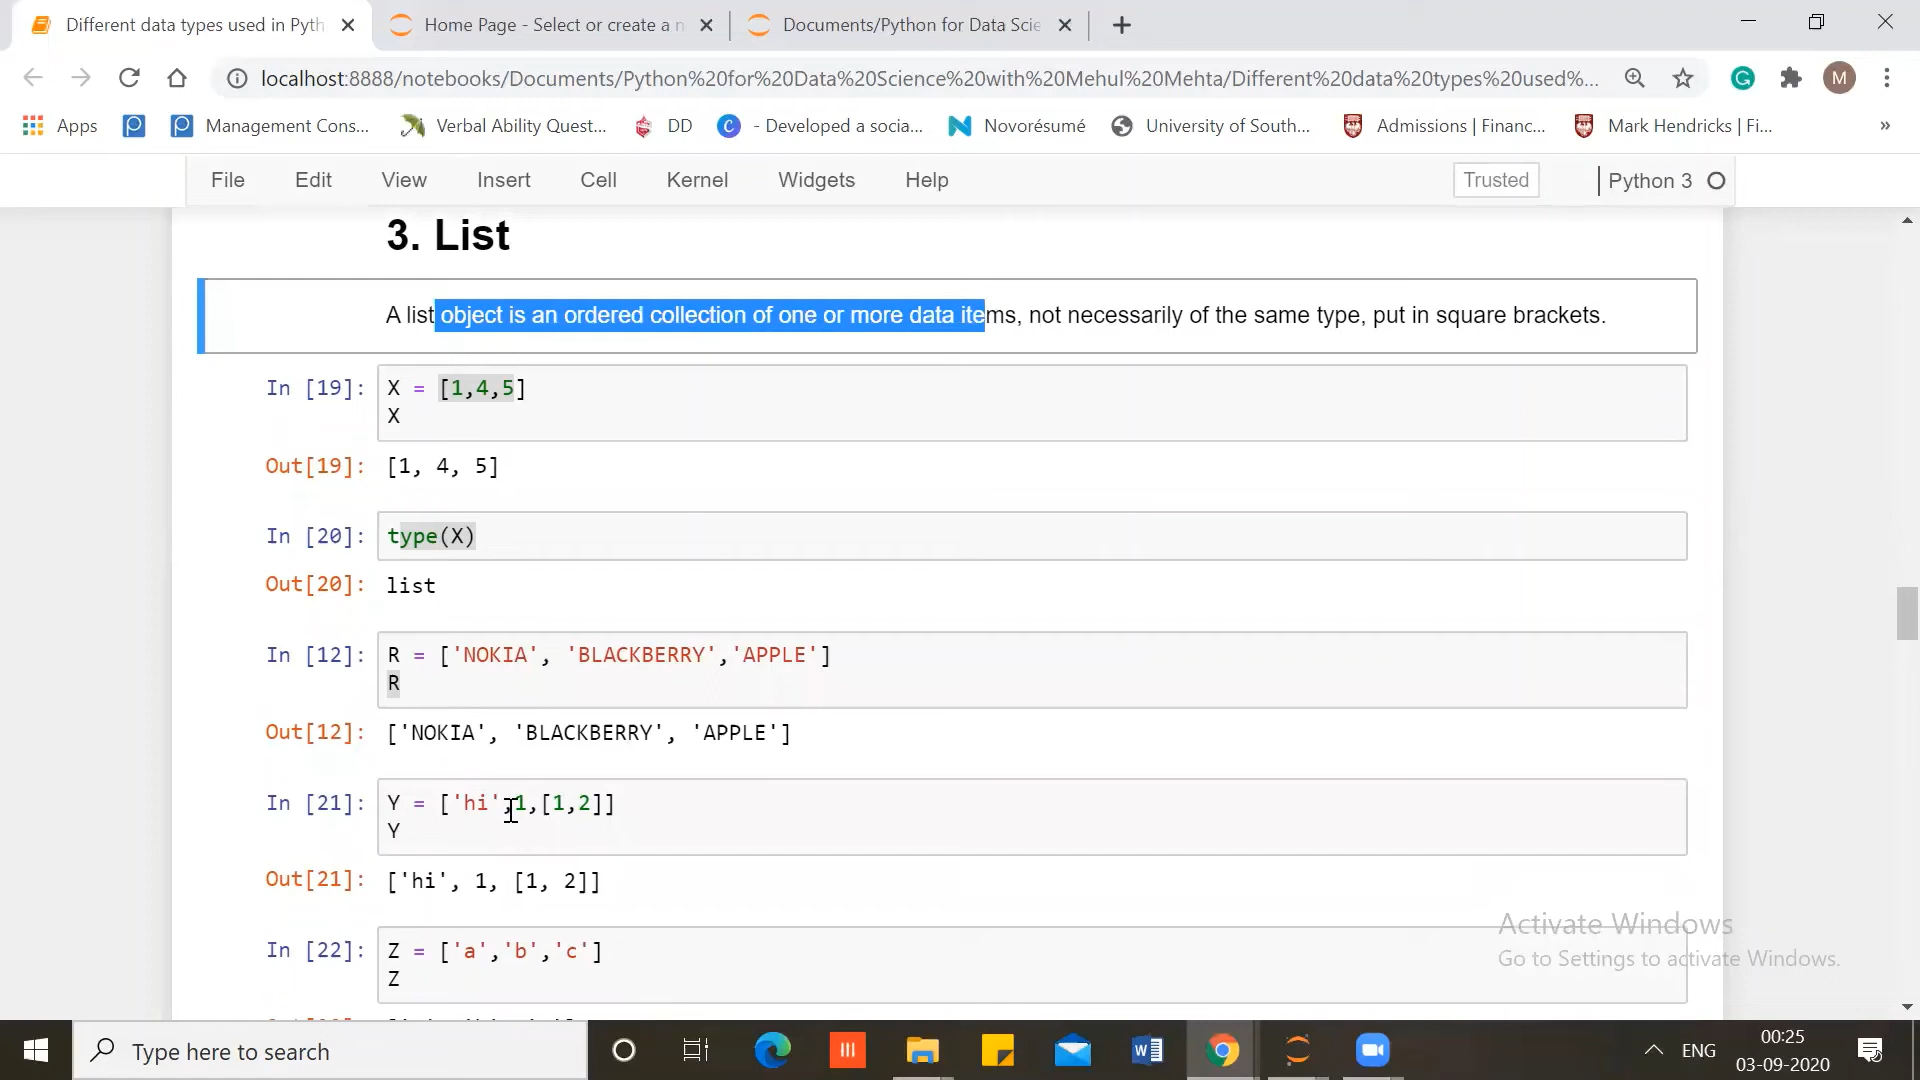 Different data types used in Pyth
Home Page - Select or create a n
Documents/Python for Data Scie
localhost:8888/notebooks/Documents/Python%20for%20Data%20Science%20with%20Mehul%20Mehta/Different%20data%20types%20used%...
M
Apps
Management Cons...
Verbal Ability Quest...
DD
- Developed a socia...
Novorésumé
University of South...
Admissions | Financ...
Mark Hendricks | Fi...
»
File Edit View Insert Cell Kernel Widgets Help
Trusted
Python 3
3. List
A list object is an ordered collection of one or more data items, not necessarily of the same type, put in square brackets.
In [19]: X = [1,4,5]
X
Out[19]: [1, 4, 5]
In [20]: type(X)
Out[20]: list
In [12]: R = ['NOKIA', 'BLACKBERRY','APPLE']
R
Out[12]: ['NOKIA', 'BLACKBERRY', 'APPLE']
In [21]: Y = ['hi',1,[1,2]]
Y
Out[21]: ['hi', 1, [1, 2]]
In [22]: Z = ['a','b','c']
Z
Activate Windows
Go to Settings to activate Windows.
Type here to search
ENG
00:25
03-09-2020